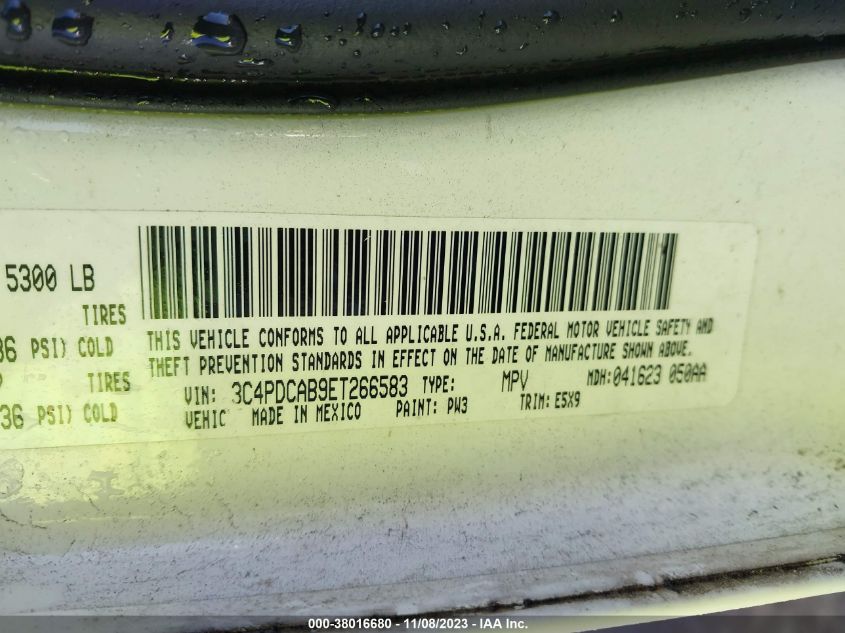 5300 LB
TIRES
36 PSI) COLD
TIRES
36 PSI) COLD
THIS VEHICLE CONFORMS TO ALL APPLICABLE U.S.A. FEDERAL MOTOR VEHICLE SAFETY AND
THEFT PREVENTION STANDARDS IN EFFECT ON THE DATE OF MANUFACTURE SHOWN ABOVE.
VIN: 3C4PDCAB9ET266583 TYPE: MPV MDH:041623 050AA
VEHIC MADE IN MEXICO PAINT: PW3 TRIM: E5X9
000-38016680 - 11/08/2023 - IAA Inc.